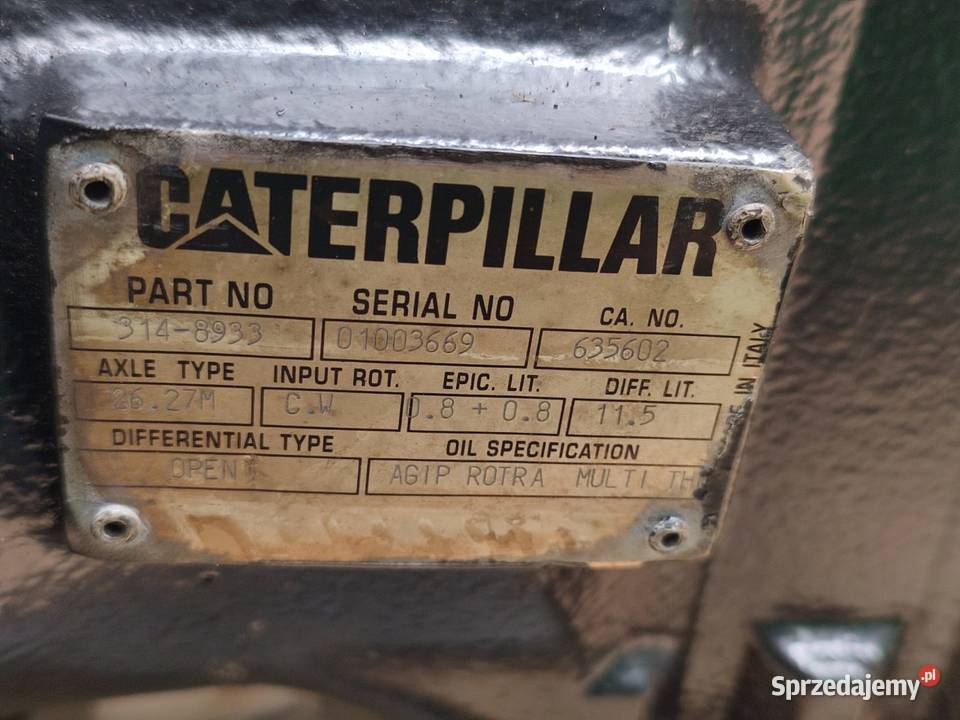 CATERPILLAR
PART NO SERIAL NO CA. NO.
314-8933 01003669 635602
AXLE TYPE INPUT ROT. EPIC. LIT. DIFF. LIT.
26.27M C.W 0.8 + 0.8 11.5
DIFFERENTIAL TYPE OIL SPECIFICATION
OPEN AGIP ROTRA MULTI TH
IN ITALY
Sprzedajemy.pl